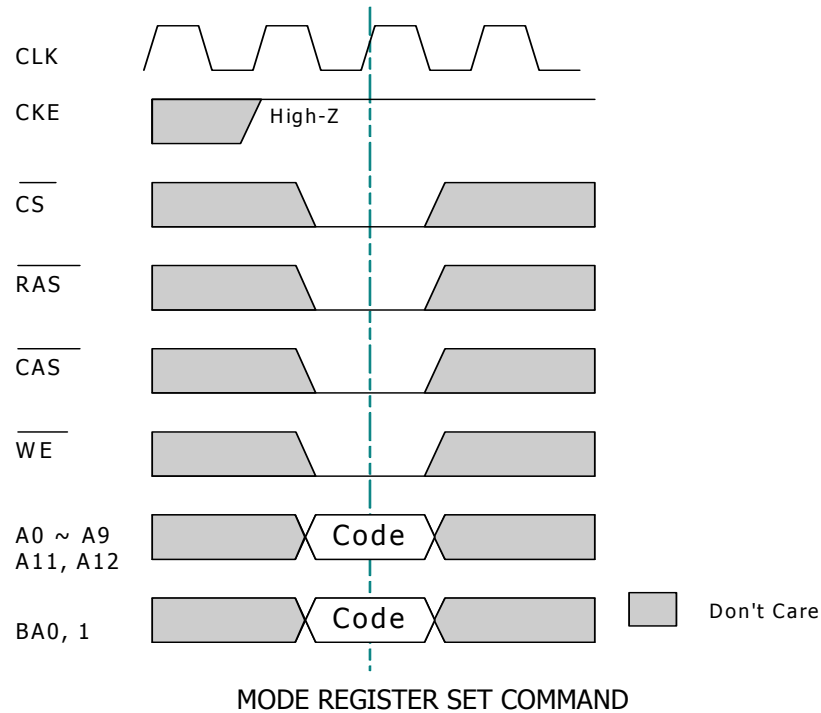 CLK
CKE
High-Z
CS
RAS
CAS
WE
A0 ~ A9
A11, A12
Code
BA0, 1
Code
Don't Care
MODE REGISTER SET COMMAND